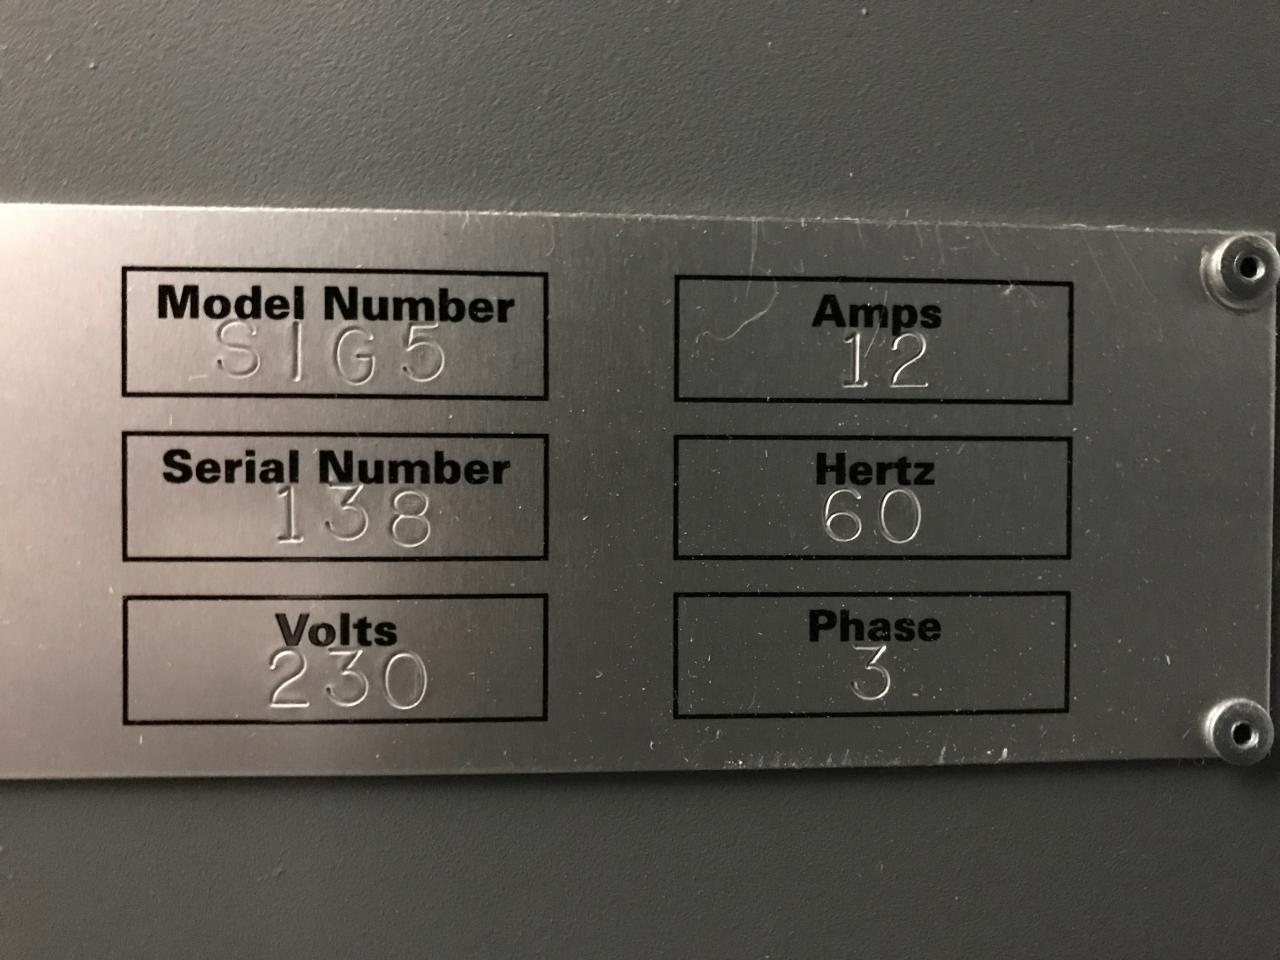 Model Number
SIG5
Amps
12
Serial Number
138
Hertz
60
Volts
230
Phase
3